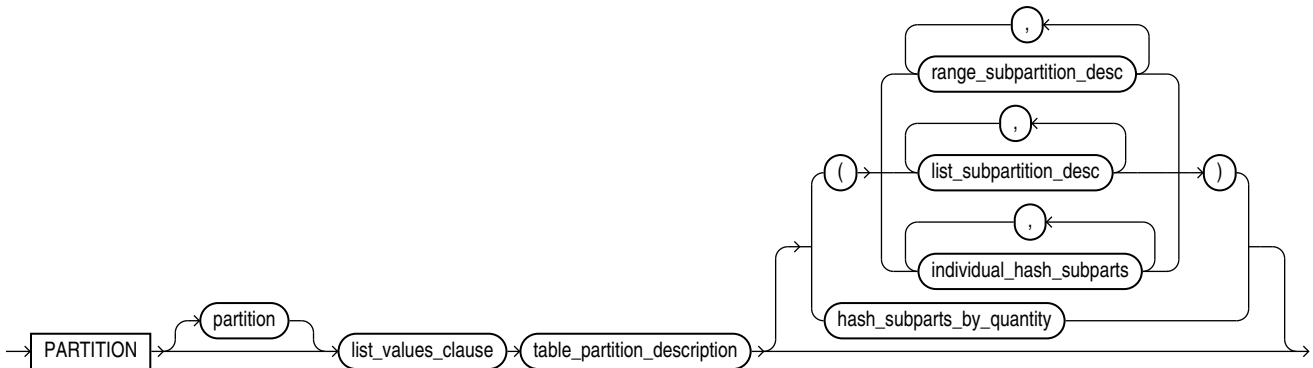 ,
range_subpartition_desc
,
( list_subpartition_desc )
,
individual_hash_subparts
partition hash_subparts_by_quantity
PARTITION list_values_clause table_partition_description